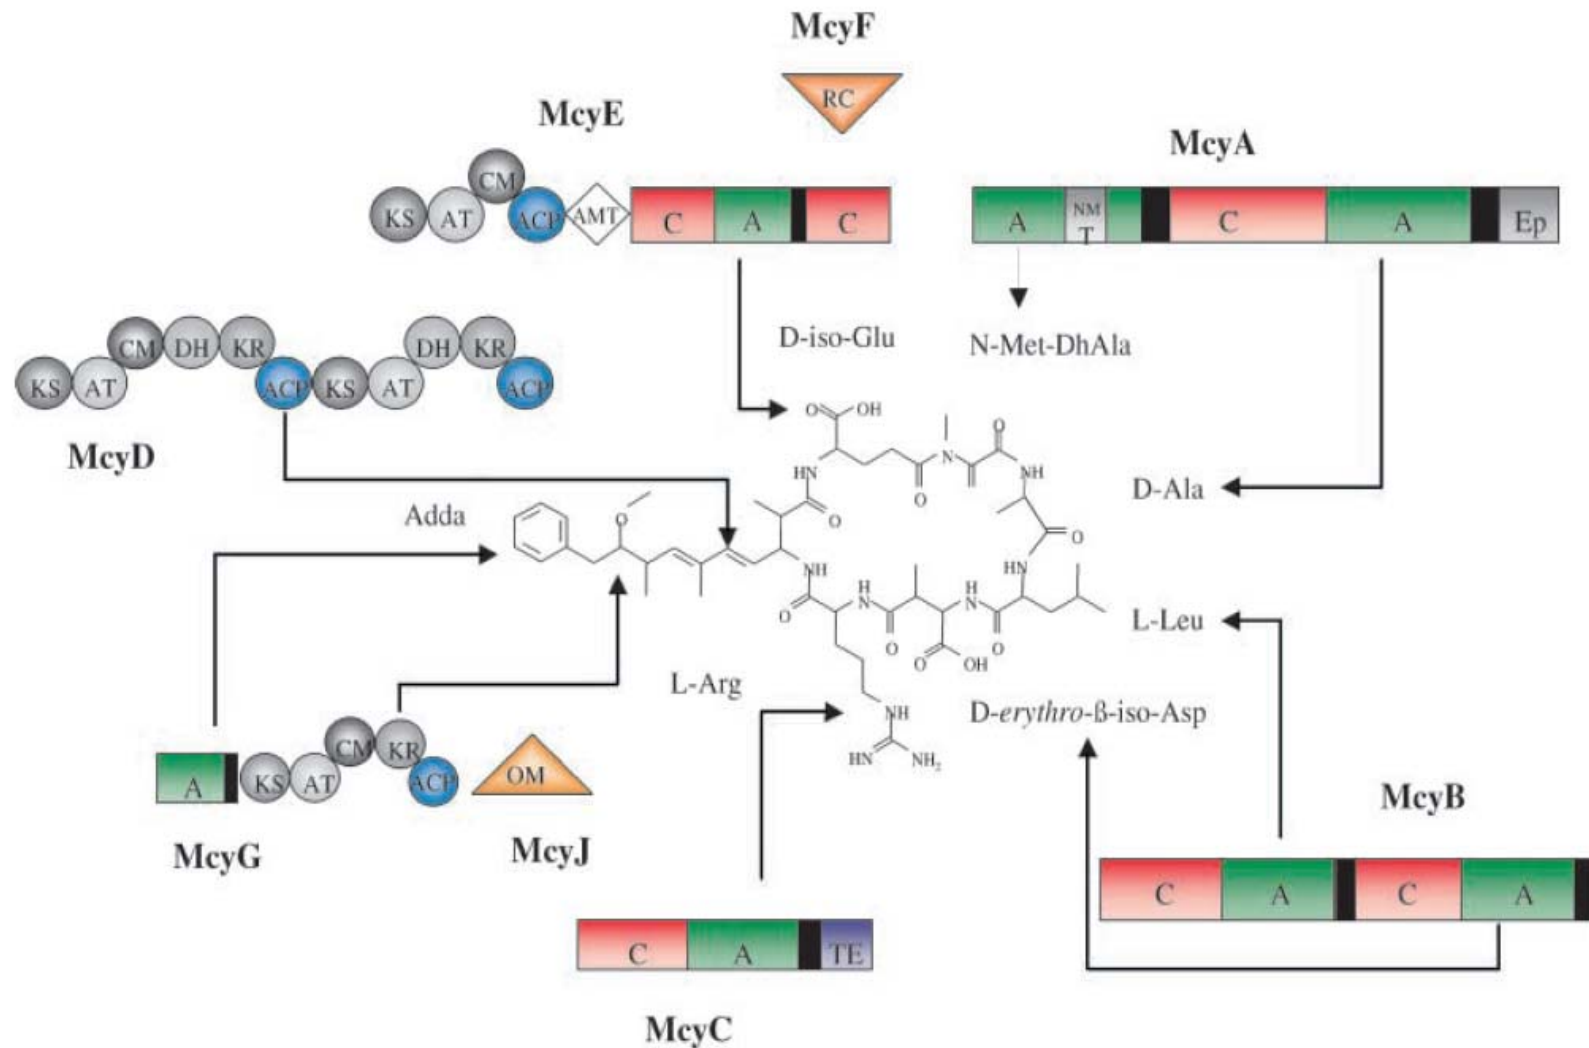 McyF
RC
McyE
McyA
KS AT CM ACP AMT C A C
A NM T C A Ep
D-iso-Glu
N-Met-DhAla
KS AT CM DH KR ACP KS AT DH KR ACP
McyD
Adda
D-Ala
L-Leu
L-Arg
D-erythro-ß-iso-Asp
O OH
HN O O N O NH
O
O
NH HN
O H N O H N O
O OH
NH
HN NH₂
A KS AT CM KR ACP OM
McyG
McyJ
McyB
C A C A
C A TE
McyC